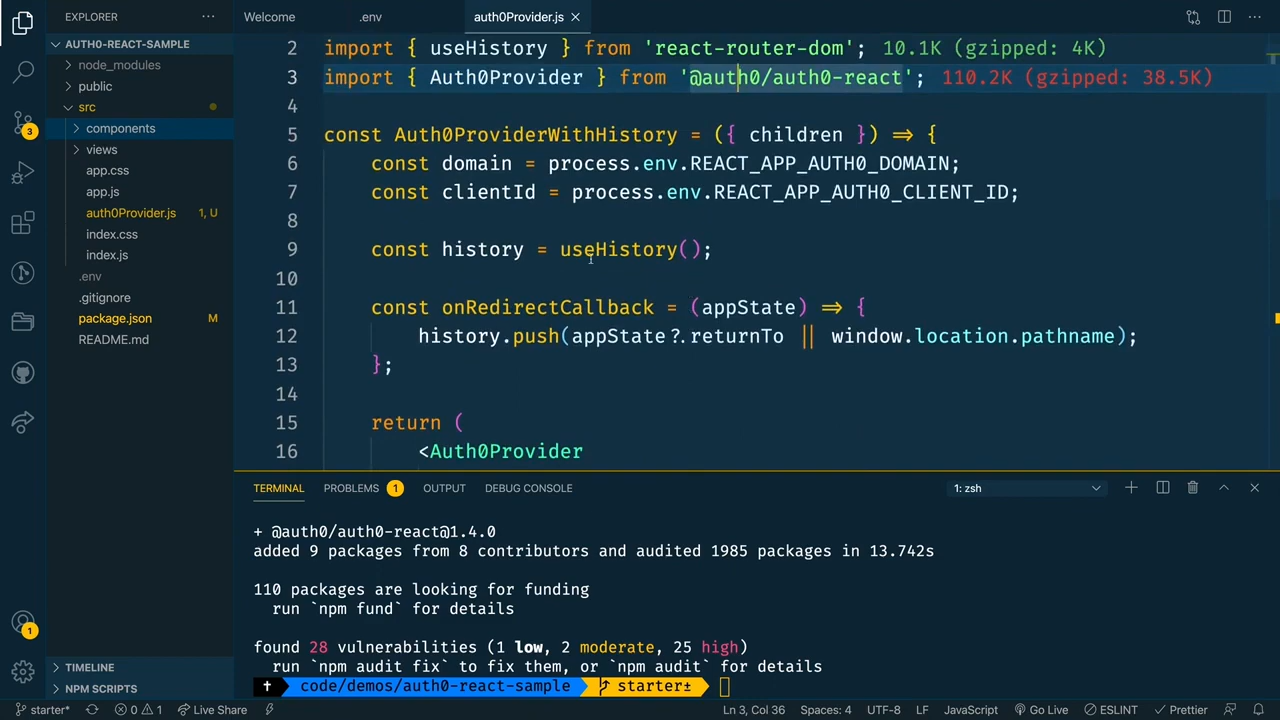 EXPLORER
Welcome
.env
auth0Provider.js
AUTH0-REACT-SAMPLE
node_modules
public
src
components
views
app.css
app.js
auth0Provider.js 1, U
index.css
index.js
.env
.gitignore
package.json M
README.md
TIMELINE
NPM SCRIPTS
3
1
2 import { useHistory } from 'react-router-dom'; 10.1K (gzipped: 4K)
3 import { Auth0Provider } from '@auth0/auth0-react'; 110.2K (gzipped: 38.5K)
4
5 const Auth0ProviderWithHistory = ({ children }) => {
6 const domain = process.env.REACT_APP_AUTH0_DOMAIN;
7 const clientId = process.env.REACT_APP_AUTH0_CLIENT_ID;
8
9 const history = useHistory();
10
11 const onRedirectCallback = (appState) => {
12 history.push(appState?.returnTo || window.location.pathname);
13 };
14
15 return (
16 <Auth0Provider
TERMINAL PROBLEMS 1 OUTPUT DEBUG CONSOLE 1: zsh
+ @auth0/auth0-react@1.4.0
added 9 packages from 8 contributors and audited 1985 packages in 13.742s
110 packages are looking for funding
run `npm fund` for details
found 28 vulnerabilities (1 low, 2 moderate, 25 high)
run `npm audit fix` to fix them, or `npm audit` for details
code/demos/auth0-react-sample starter±
starter* 0 1 Live Share Ln 3, Col 36 Spaces: 4 UTF-8 LF JavaScript Go Live ESLINT Prettier